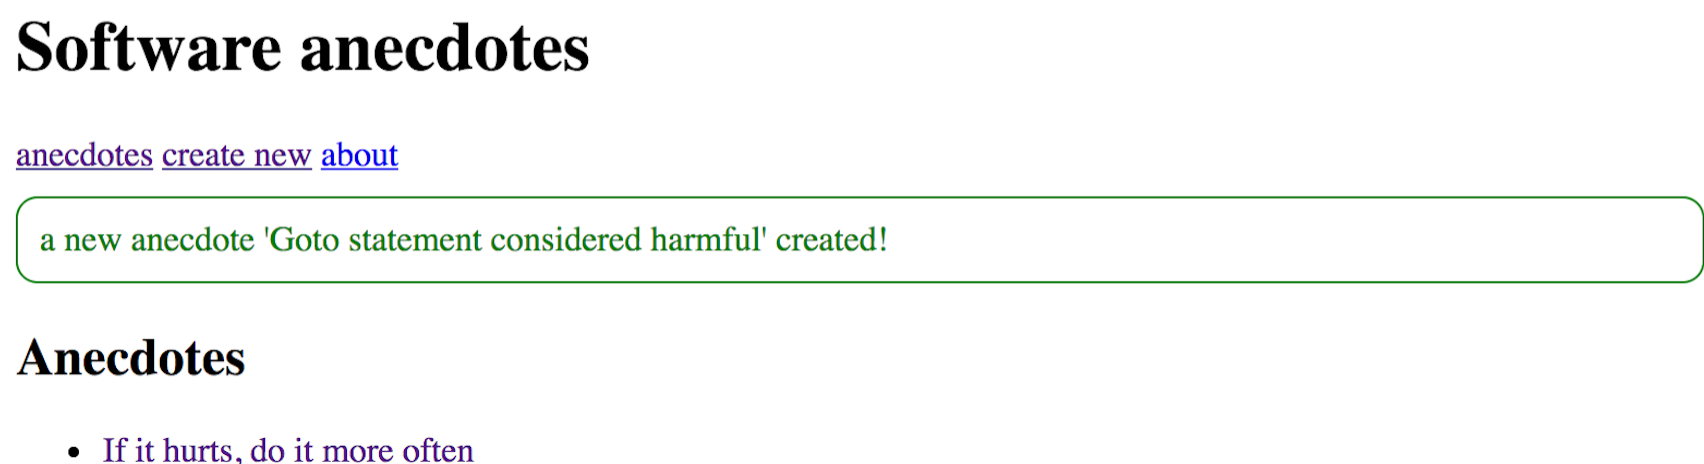 Software anecdotes
anecdotes create new about
a new anecdote 'Goto statement considered harmful' created!
Anecdotes
If it hurts, do it more often